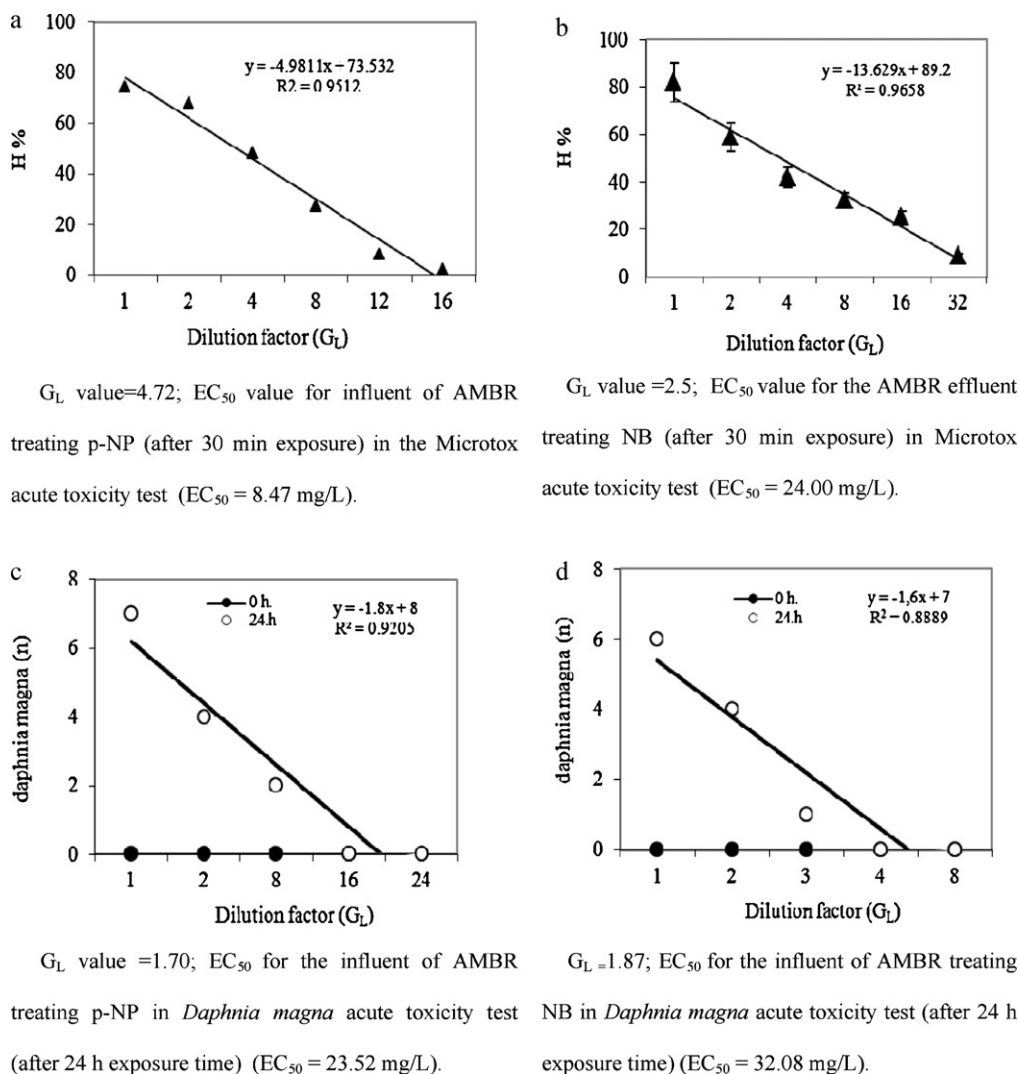 a
100
80
60
40
20
0
H %
y = -4.9811x + 73.532
R2 = 0.9512
1 2 4 8 12 16
Dilution factor (GL)
GL value=4.72; EC50 value for influent of AMBR
treating p-NP (after 30 min exposure) in the Microtox
acute toxicity test (EC50 = 8.47 mg/L).
b
100
80
60
40
20
0
H %
y = -13.629x + 89.2
R² = 0.9658
1 2 4 8 16 32
Dilution factor (GL)
GL value =2.5; EC50 value for the AMBR effluent
treating NB (after 30 min exposure) in Microtox
acute toxicity test (EC50 = 24.00 mg/L).
c
8
6
4
2
0
daphnia magna (n)
0 h.
24.h
y = -1.8x + 8
R² = 0.9205
1 2 8 16 24
Dilution factor (GL)
GL value =1.70; EC50 for the influent of AMBR
treating p-NP in Daphnia magna acute toxicity test
(after 24 h exposure time) (EC50 = 23.52 mg/L).
d
8
6
4
2
0
daphnia magna (n)
0 h.
24.h
y = -1,6x + 7
R² = 0.8889
1 2 3 4 8
Dilution factor (GL)
GL =1.87; EC50 for the influent of AMBR treating
NB in Daphnia magna acute toxicity test (after 24 h
exposure time) (EC50 = 32.08 mg/L).